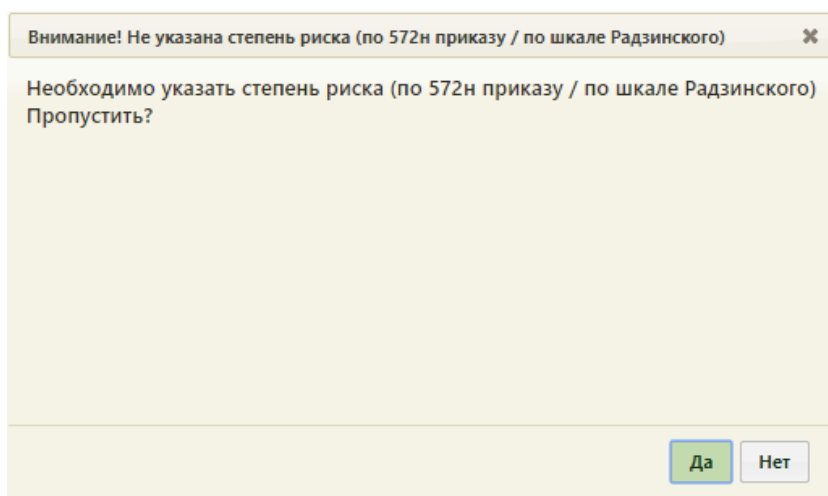 Внимание! Не указана степень риска (по 572н приказу / по шкале Радзинского)
Необходимо указать степень риска (по 572н приказу / по шкале Радзинского)
Пропустить?
Да
Нет